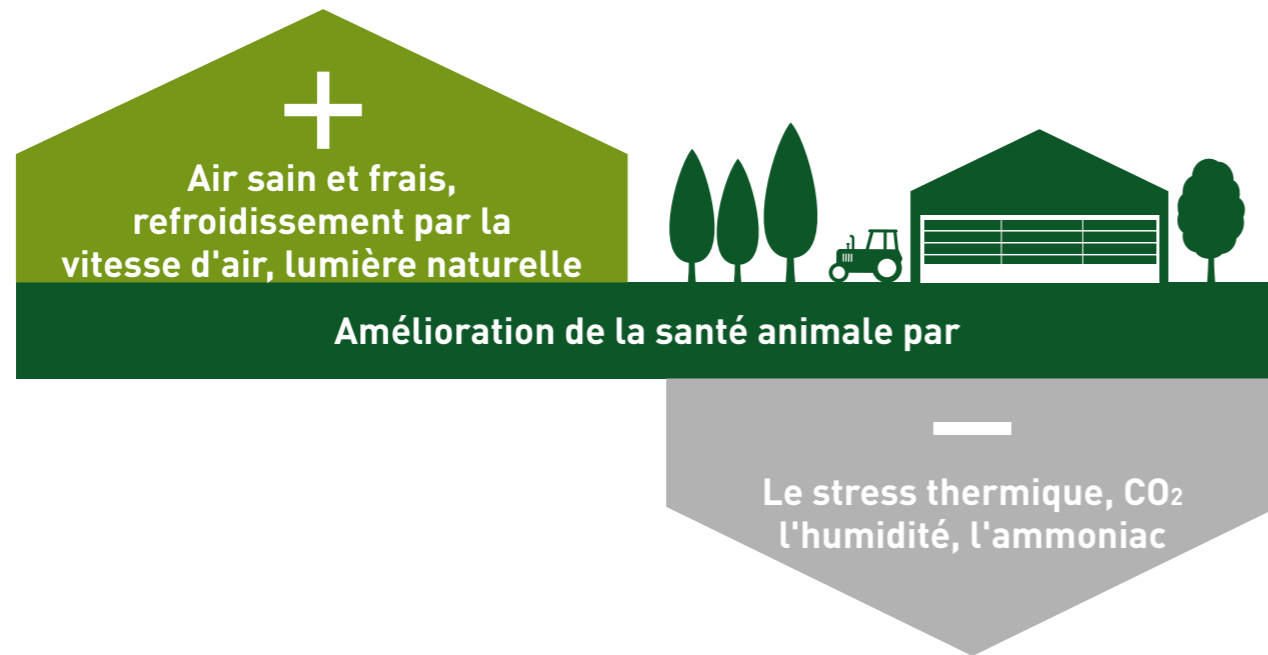 +
Air sain et frais,
refroidissement par la
vitesse d'air, lumière naturelle
Amélioration de la santé animale par
—
Le stress thermique, CO₂
l'humidité, l'ammoniac